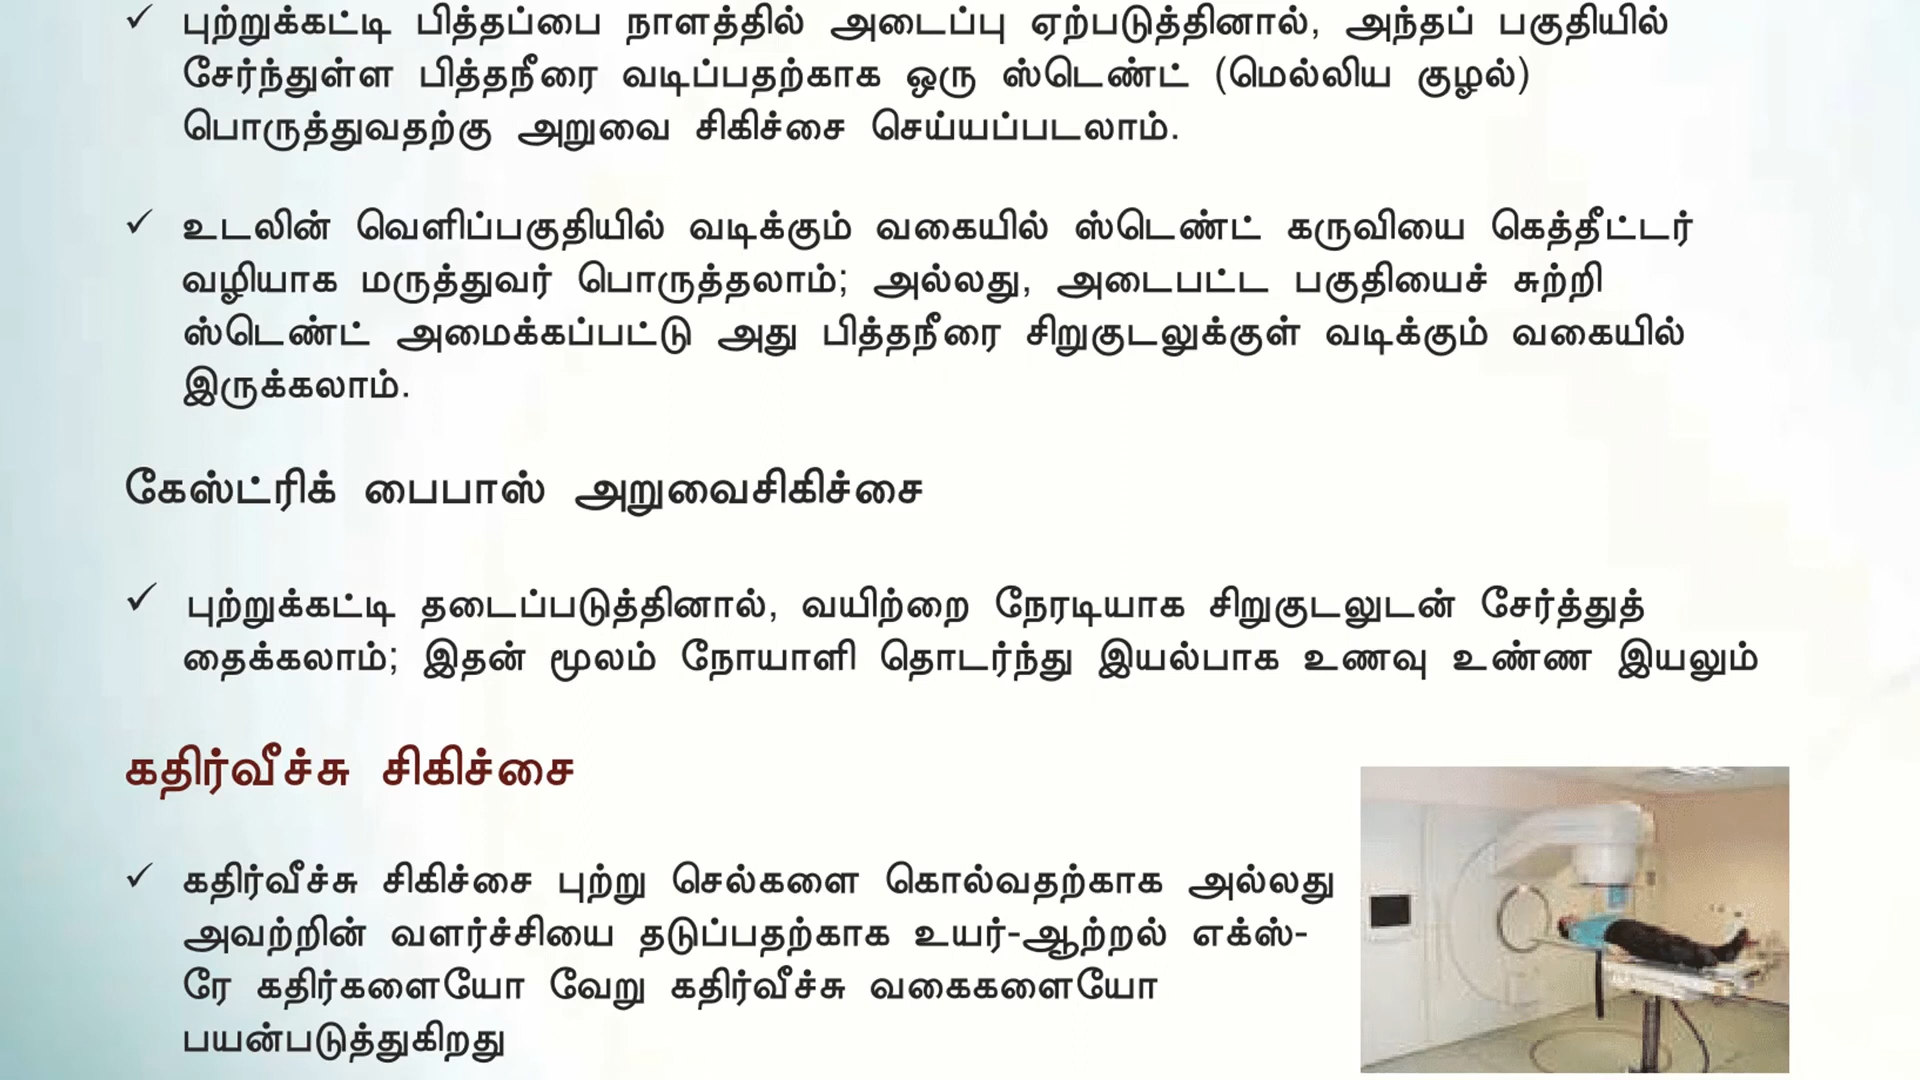 ✓ புற்றுக்கட்டி பித்தப்பை நாளத்தில் அடைப்பு ஏற்படுத்தினால், அந்தப் பகுதியில்
சேர்ந்துள்ள பித்தநீரை வடிப்பதற்காக ஒரு ஸ்டெண்ட் (மெல்லிய குழல்)
பொருத்துவதற்கு அறுவை சிகிச்சை செய்யப்படலாம்.
✓ உடலின் வெளிப்பகுதியில் வடிக்கும் வகையில் ஸ்டெண்ட் கருவியை கெத்தீட்டர்
வழியாக மருத்துவர் பொருத்தலாம்; அல்லது, அடைபட்ட பகுதியைச் சுற்றி
ஸ்டெண்ட் அமைக்கப்பட்டு அது பித்தநீரை சிறுகுடலுக்குள் வடிக்கும் வகையில்
இருக்கலாம்.
கேஸ்ட்ரிக் பைபாஸ் அறுவைசிகிச்சை
✓ புற்றுக்கட்டி தடைப்படுத்தினால், வயிற்றை நேரடியாக சிறுகுடலுடன் சேர்த்துத்
தைக்கலாம்; இதன் மூலம் நோயாளி தொடர்ந்து இயல்பாக உணவு உண்ண இயலும்
கதிர்வீச்சு சிகிச்சை
✓ கதிர்வீச்சு சிகிச்சை புற்று செல்களை கொல்வதற்காக அல்லது
அவற்றின் வளர்ச்சியை தடுப்பதற்காக உயர்-ஆற்றல் எக்ஸ்-
ரே கதிர்களையோ வேறு கதிர்வீச்சு வகைகளையோ
பயன்படுத்துகிறது